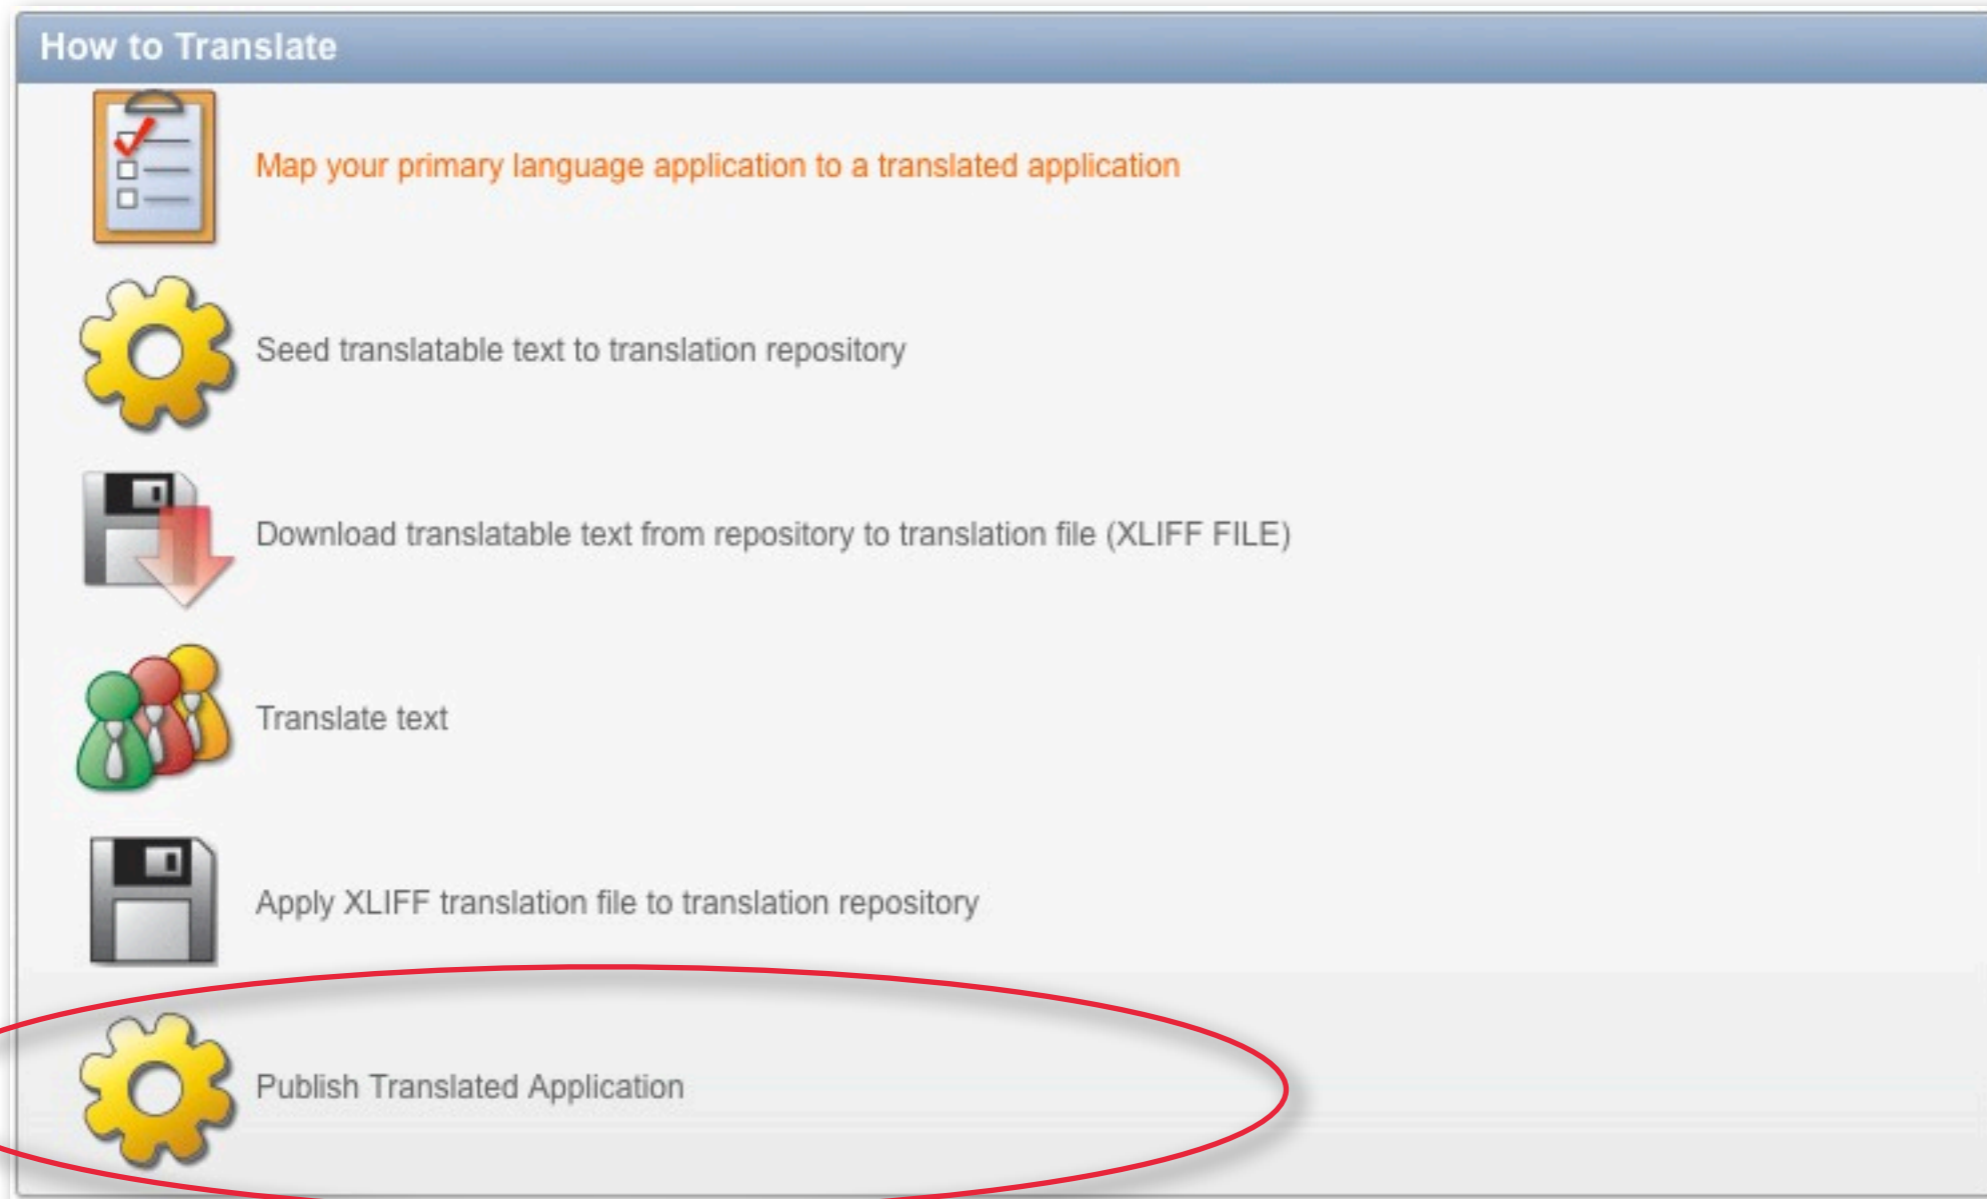 How to Translate
Map your primary language application to a translated application
Seed translatable text to translation repository
Download translatable text from repository to translation file (XLIFF FILE)
Translate text
Apply XLIFF translation file to translation repository
Publish Translated Application